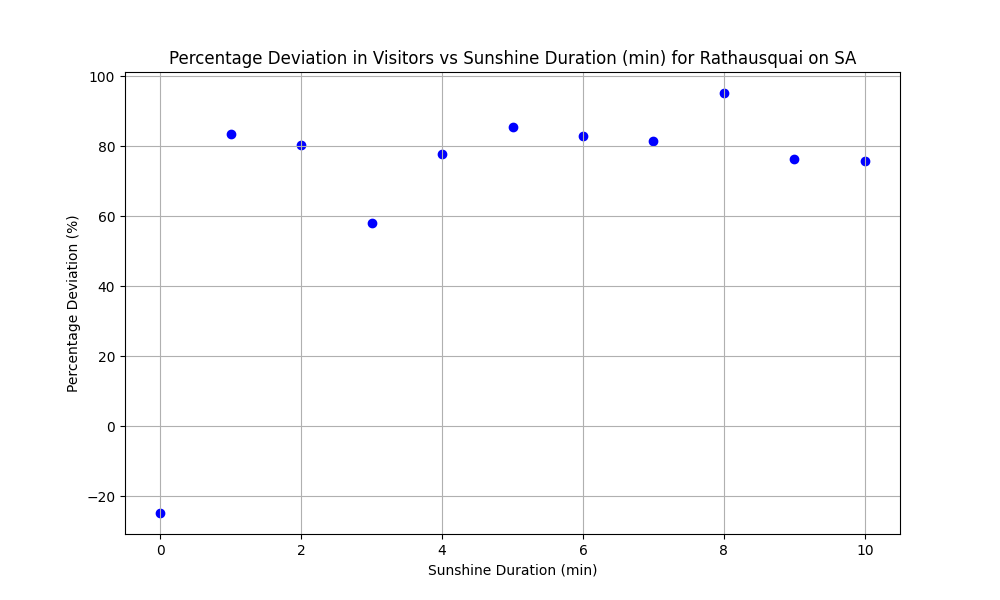 Percentage Deviation in Visitors vs Sunshine Duration (min) for Rathausquai on SA
100
80
60
40
20
0
−20
Percentage Deviation (%)
0 2 4 6 8 10
Sunshine Duration (min)